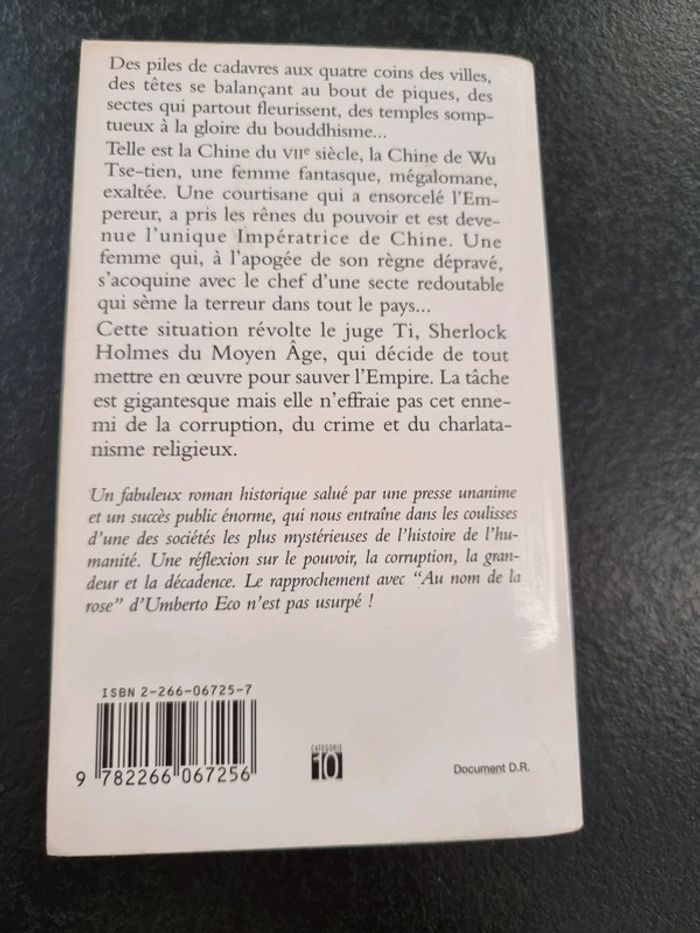 Des piles de cadavres aux quatre coins des villes,
des têtes se balançant au bout de piques, des
sectes qui partout fleurissent, des temples somp-
tueux à la gloire du bouddhisme...
Telle est la Chine du VIIe siècle, la Chine de Wu
Tse-tien, une femme fantasque, mégalomane,
exaltée. Une courtisane qui a ensorcelé l'Em-
pereur, a pris les rênes du pouvoir et est deve-
nue l'unique Impératrice de Chine. Une
femme qui, à l'apogée de son règne dépravé,
s'acoquine avec le chef d'une secte redoutable
qui sème la terreur dans tout le pays...
Cette situation révolte le juge Ti, Sherlock
Holmes du Moyen Âge, qui décide de tout
mettre en œuvre pour sauver l'Empire. La tâche
est gigantesque mais elle n'effraie pas cet enne-
mi de la corruption, du crime et du charlata-
nisme religieux.
Un fabuleux roman historique salué par une presse unanime
et un succès public énorme, qui nous entraîne dans les coulisses
d'une des sociétés les plus mystérieuses de l'histoire de l'hu-
manité. Une réflexion sur le pouvoir, la corruption, la gran-
deur et la décadence. Le rapprochement avec "Au nom de la
rose" d'Umberto Eco n'est pas usurpé !
ISBN 2-266-06725-7
9 782266 067256
CATÉGORIE
10
Document D.R.